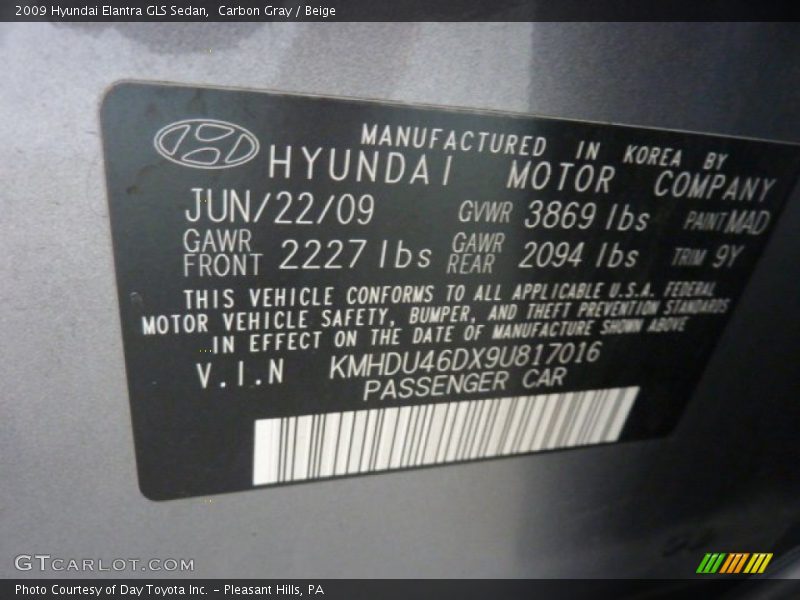 2009 Hyundai Elantra GLS Sedan,  Carbon Gray / Beige
MANUFACTURED IN KOREA BY
HYUNDAI MOTOR COMPANY
JUN/22/09 GVWR 3869 lbs PAINT MAD
GAWR FRONT 2227 lbs GAWR REAR 2094 lbs TRIM 9Y
THIS VEHICLE CONFORMS TO ALL APPLICABLE U.S.A. FEDERAL
MOTOR VEHICLE SAFETY, BUMPER, AND THEFT PREVENTION STANDARDS
IN EFFECT ON THE DATE OF MANUFACTURE SHOWN ABOVE
V.I.N KMHDU46DX9U817016
PASSENGER CAR
GTCARLOT.COM
Photo Courtesy of Day Toyota Inc. – Pleasant Hills, PA